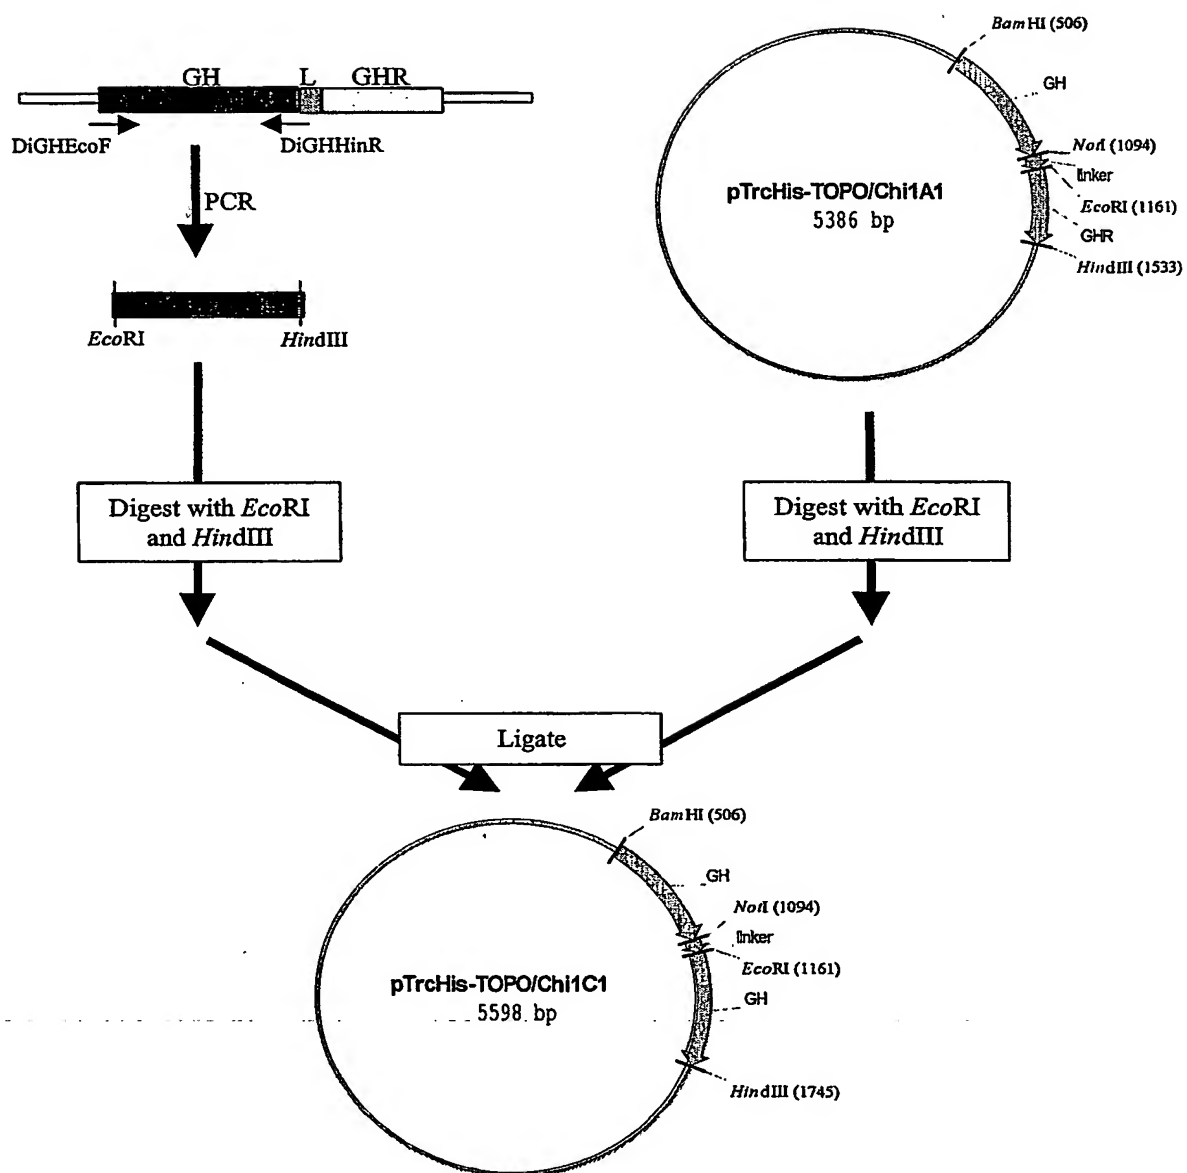 GH L GHR
DiGHEcoF DiGHHinR
PCR
EcoRI HindIII
Digest with EcoRI
and HindIII
BamHI (506)
GH
NotI (1094)
linker
EcoRI (1161)
GHR
HindIII (1533)
pTrcHis-TOPO/Chi1A1
5386 bp
Digest with EcoRI
and HindIII
Ligate
BamHI (506)
GH
NotI (1094)
linker
EcoRI (1161)
GH
HindIII (1745)
pTrcHis-TOPO/Chi1C1
5598 bp